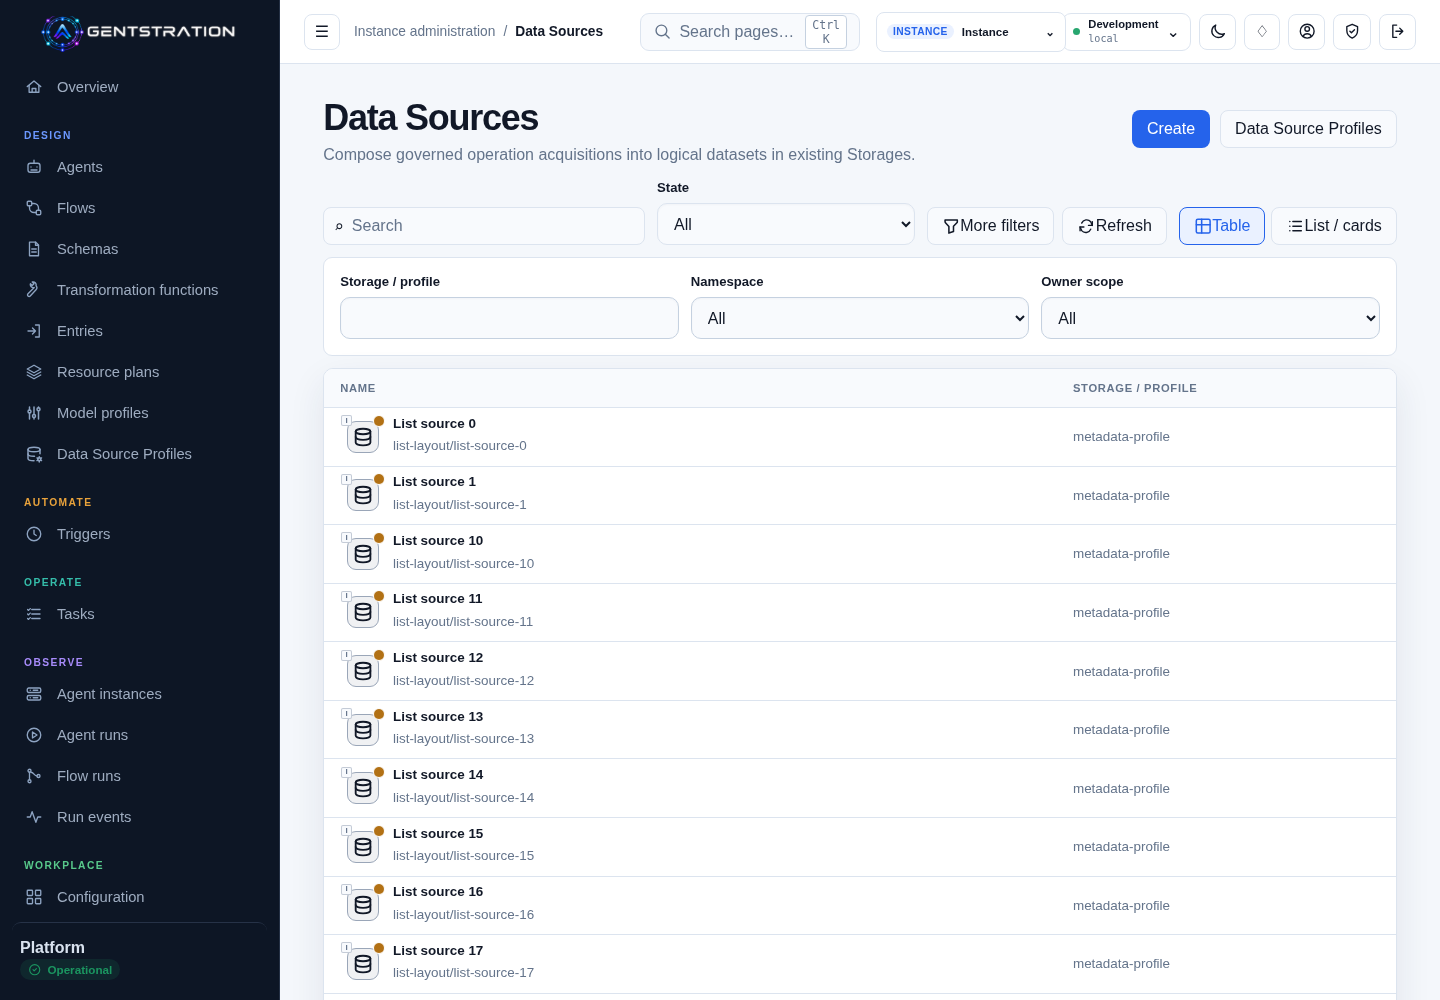 GENTSTRATION
Overview
DESIGN
Agents
Flows
Schemas
Transformation functions
Entries
Resource plans
Model profiles
Data Source Profiles
AUTOMATE
Triggers
OPERATE
Tasks
OBSERVE
Agent instances
Agent runs
Flow runs
Run events
WORKPLACE
Configuration
Platform
Operational
Instance administration / Data Sources
Search pages…
Ctrl
K
INSTANCE Instance
Development
local
Data Sources
Compose governed operation acquisitions into logical datasets in existing Storages.
Create
Data Source Profiles
State
Search
All
More filters
Refresh
Table
List / cards
Storage / profile
Namespace
Owner scope
All
All
NAME STORAGE / PROFILE
I
List source 0
list-layout/list-source-0
metadata-profile
I
List source 1
list-layout/list-source-1
metadata-profile
I
List source 10
list-layout/list-source-10
metadata-profile
I
List source 11
list-layout/list-source-11
metadata-profile
I
List source 12
list-layout/list-source-12
metadata-profile
I
List source 13
list-layout/list-source-13
metadata-profile
I
List source 14
list-layout/list-source-14
metadata-profile
I
List source 15
list-layout/list-source-15
metadata-profile
I
List source 16
list-layout/list-source-16
metadata-profile
I
List source 17
list-layout/list-source-17
metadata-profile